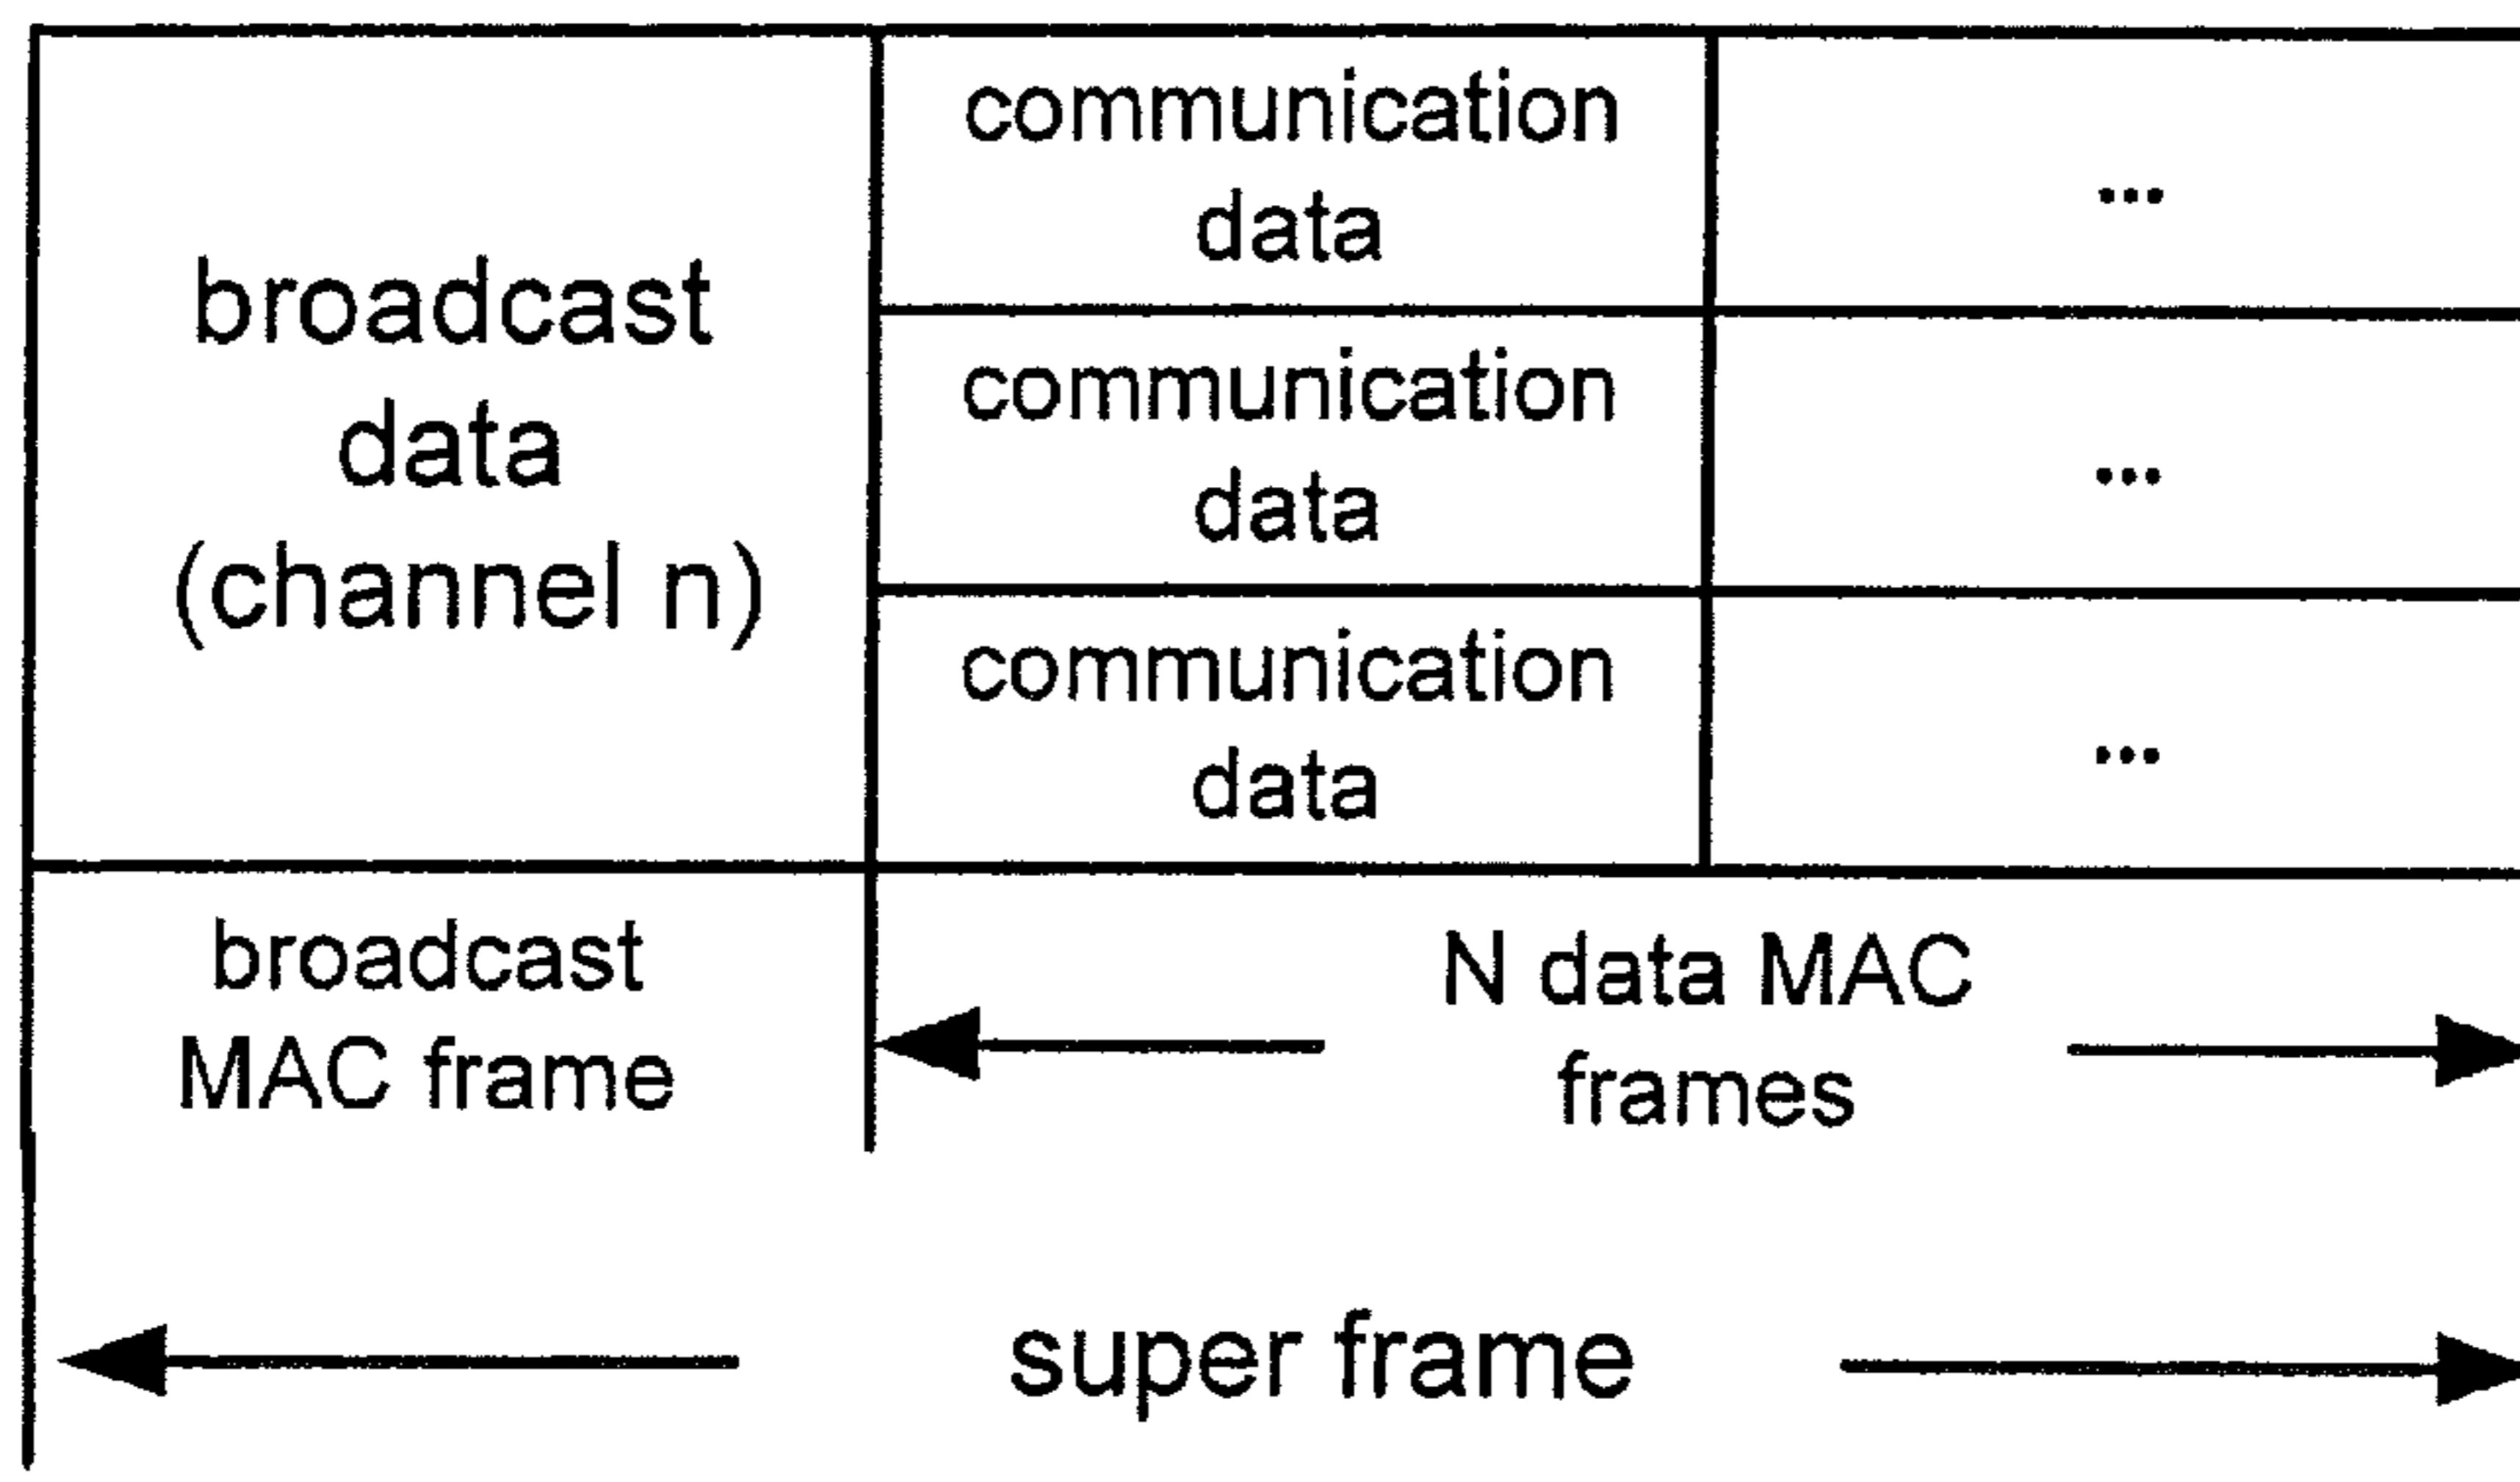 broadcast
data
(channel n)
communication
data
...
communication
data
...
communication
data
...
broadcast
MAC frame
N data MAC
frames
super frame